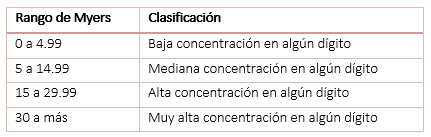 Rango de Myers Clasificación
0 a 4.99 Baja concentración en algún dígito
5 a 14.99 Mediana concentración en algún dígito
15 a 29.99 Alta concentración en algún dígito
30 a más Muy alta concentración en algún dígito